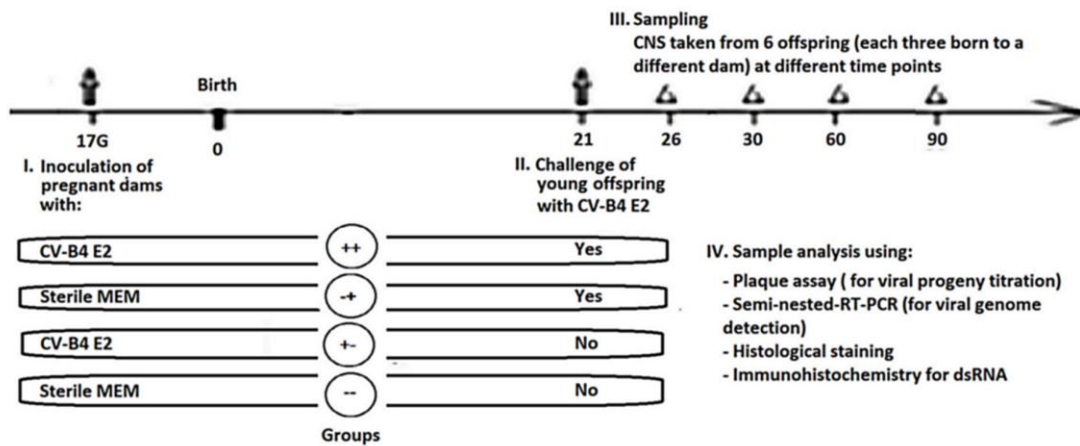 III. Sampling
CNS taken from 6 offspring (each three born to a
different dam) at different time points
Birth
17G
0
21
26
30
60
90
I. Inoculation of
pregnant dams
with:
II. Challenge of
young offspring
with CV-B4 E2
CV-B4 E2
++
Yes
Sterile MEM
-+
Yes
CV-B4 E2
+-
No
Sterile MEM
--
No
Groups
IV. Sample analysis using:
- Plaque assay ( for viral progeny titration)
- Semi-nested-RT-PCR (for viral genome
detection)
- Histological staining
- Immunohistochemistry for dsRNA